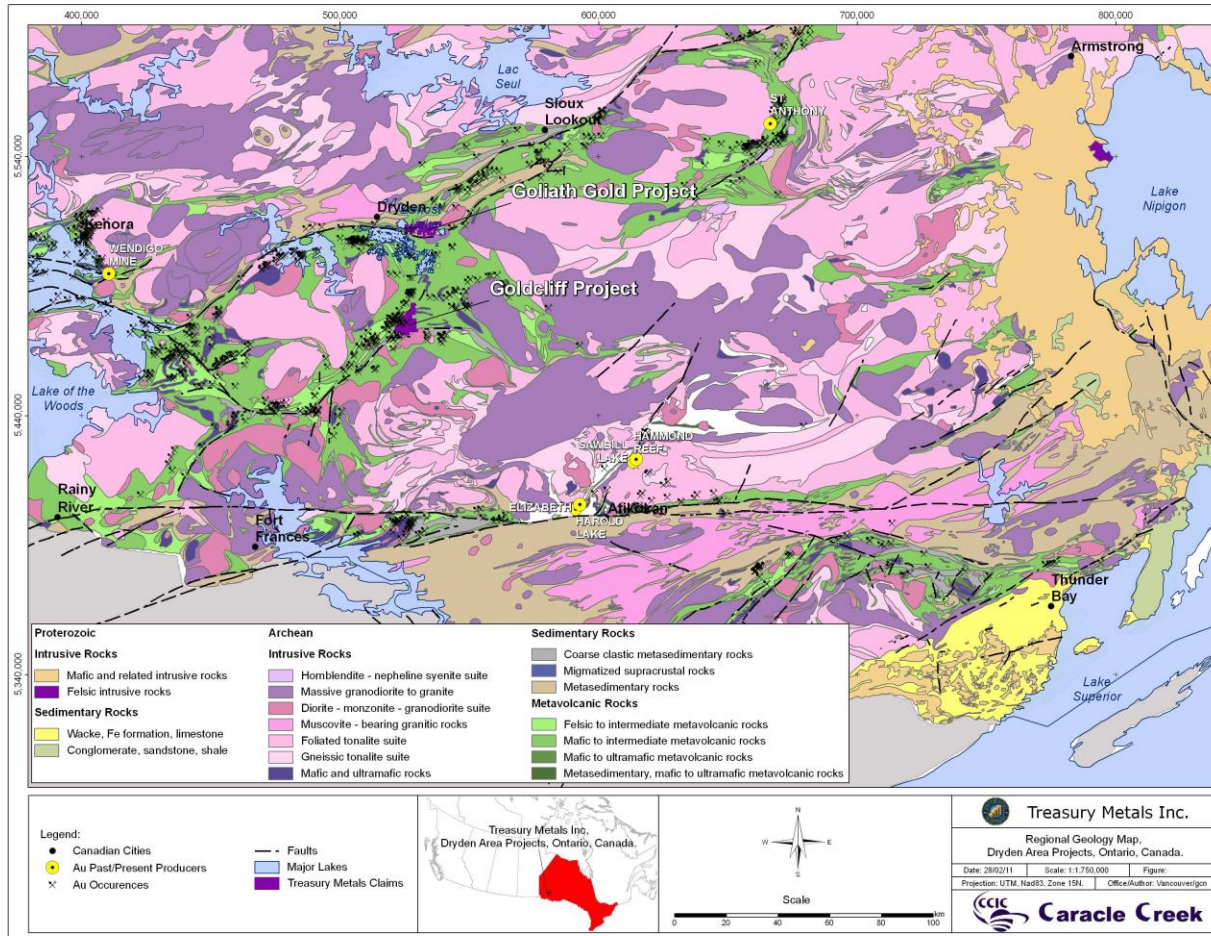 400,000
500,000
600,000
700,000
800,000
Armstrong
Lac
Seul
Sioux
Lookout
ST
ANTHONY
5,540,000
Goliath Gold Project
Lake
Nipigon
Dryden
Kenora
WENDIGO
MINE
Goldcliff Project
Lake of the
Woods
5,440,000
SAWBILL
LAKE
HAMMOND
REEF
Rainy
River
ELIZABETH
Atikokan
HAROLD
LAKE
Fort
Frances
Thunder
Bay
Lake
Superior
5,340,000
Proterozoic
Intrusive Rocks
Mafic and related intrusive rocks
Felsic intrusive rocks
Sedimentary Rocks
Wacke, Fe formation, limestone
Conglomerate, sandstone, shale
Archean
Intrusive Rocks
Hornblendite - nepheline syenite suite
Massive granodiorite to granite
Diorite - monzonite - granodiorite suite
Muscovite - bearing granitic rocks
Foliated tonalite suite
Gneissic tonalite suite
Mafic and ultramafic rocks
Sedimentary Rocks
Coarse clastic metasedimentary rocks
Migmatized supracrustal rocks
Metasedimentary rocks
Metavolcanic Rocks
Felsic to intermediate metavolcanic rocks
Mafic to intermediate metavolcanic rocks
Mafic to ultramafic metavolcanic rocks
Metasedimentary, mafic to ultramafic metavolcanic rocks
Legend:
Canadian Cities
Au Past/Present Producers
Au Occurences
Faults
Major Lakes
Treasury Metals Claims
Treasury Metals Inc,
Dryden Area Projects, Ontario, Canada.
N
W
E
S
Scale
km
0 20 40 60 80 100
Treasury Metals Inc.
Regional Geology Map,
Dryden Area Projects, Ontario, Canada.
Date: 28/02/11 Scale: 1:1,750,000 Figure:
Projection: UTM, Nad83, Zone 15N. Office/Author: Vancouver/gcn
CCIC
Caracle Creek